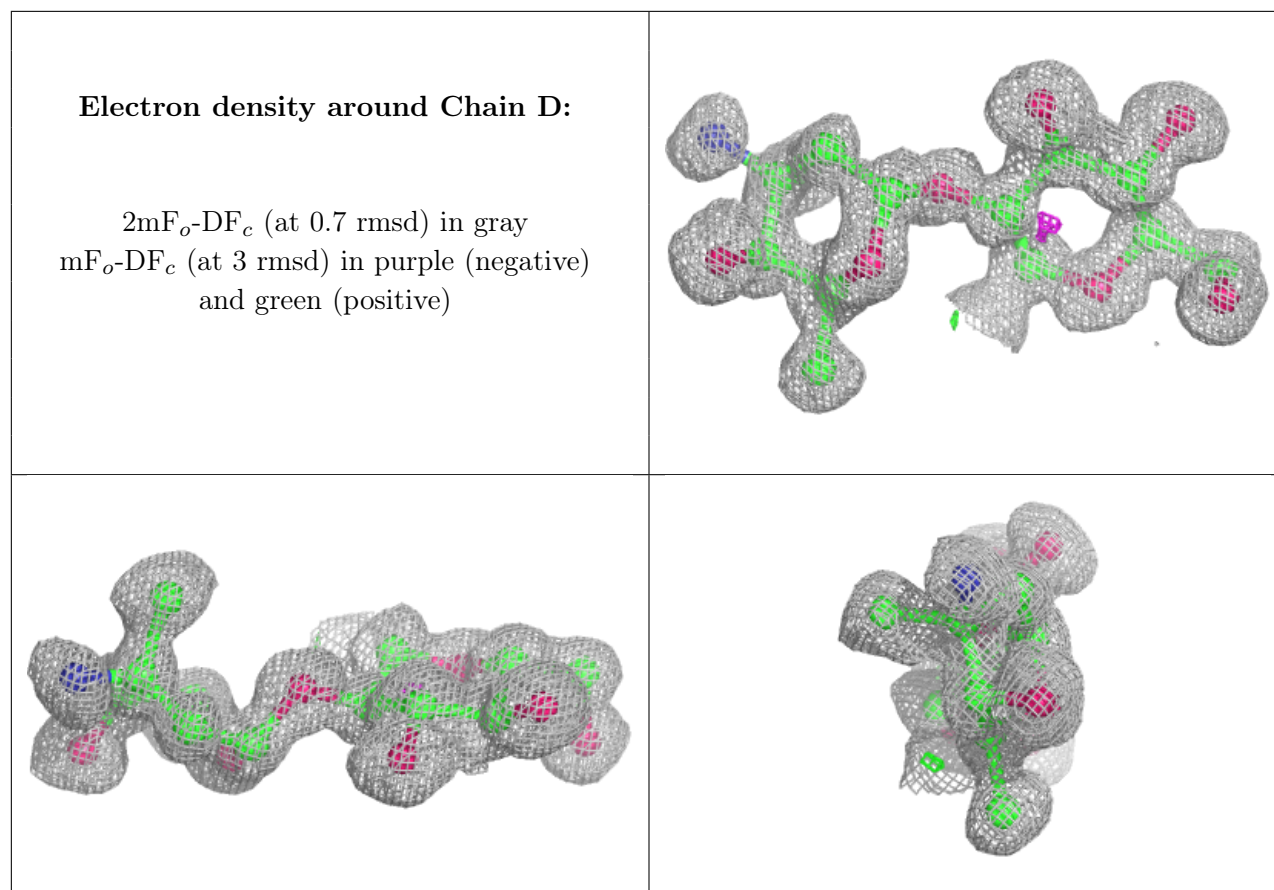 Electron density around Chain D:
2mFo-DFc (at 0.7 rmsd) in gray
mFo-DFc (at 3 rmsd) in purple (negative)
and green (positive)